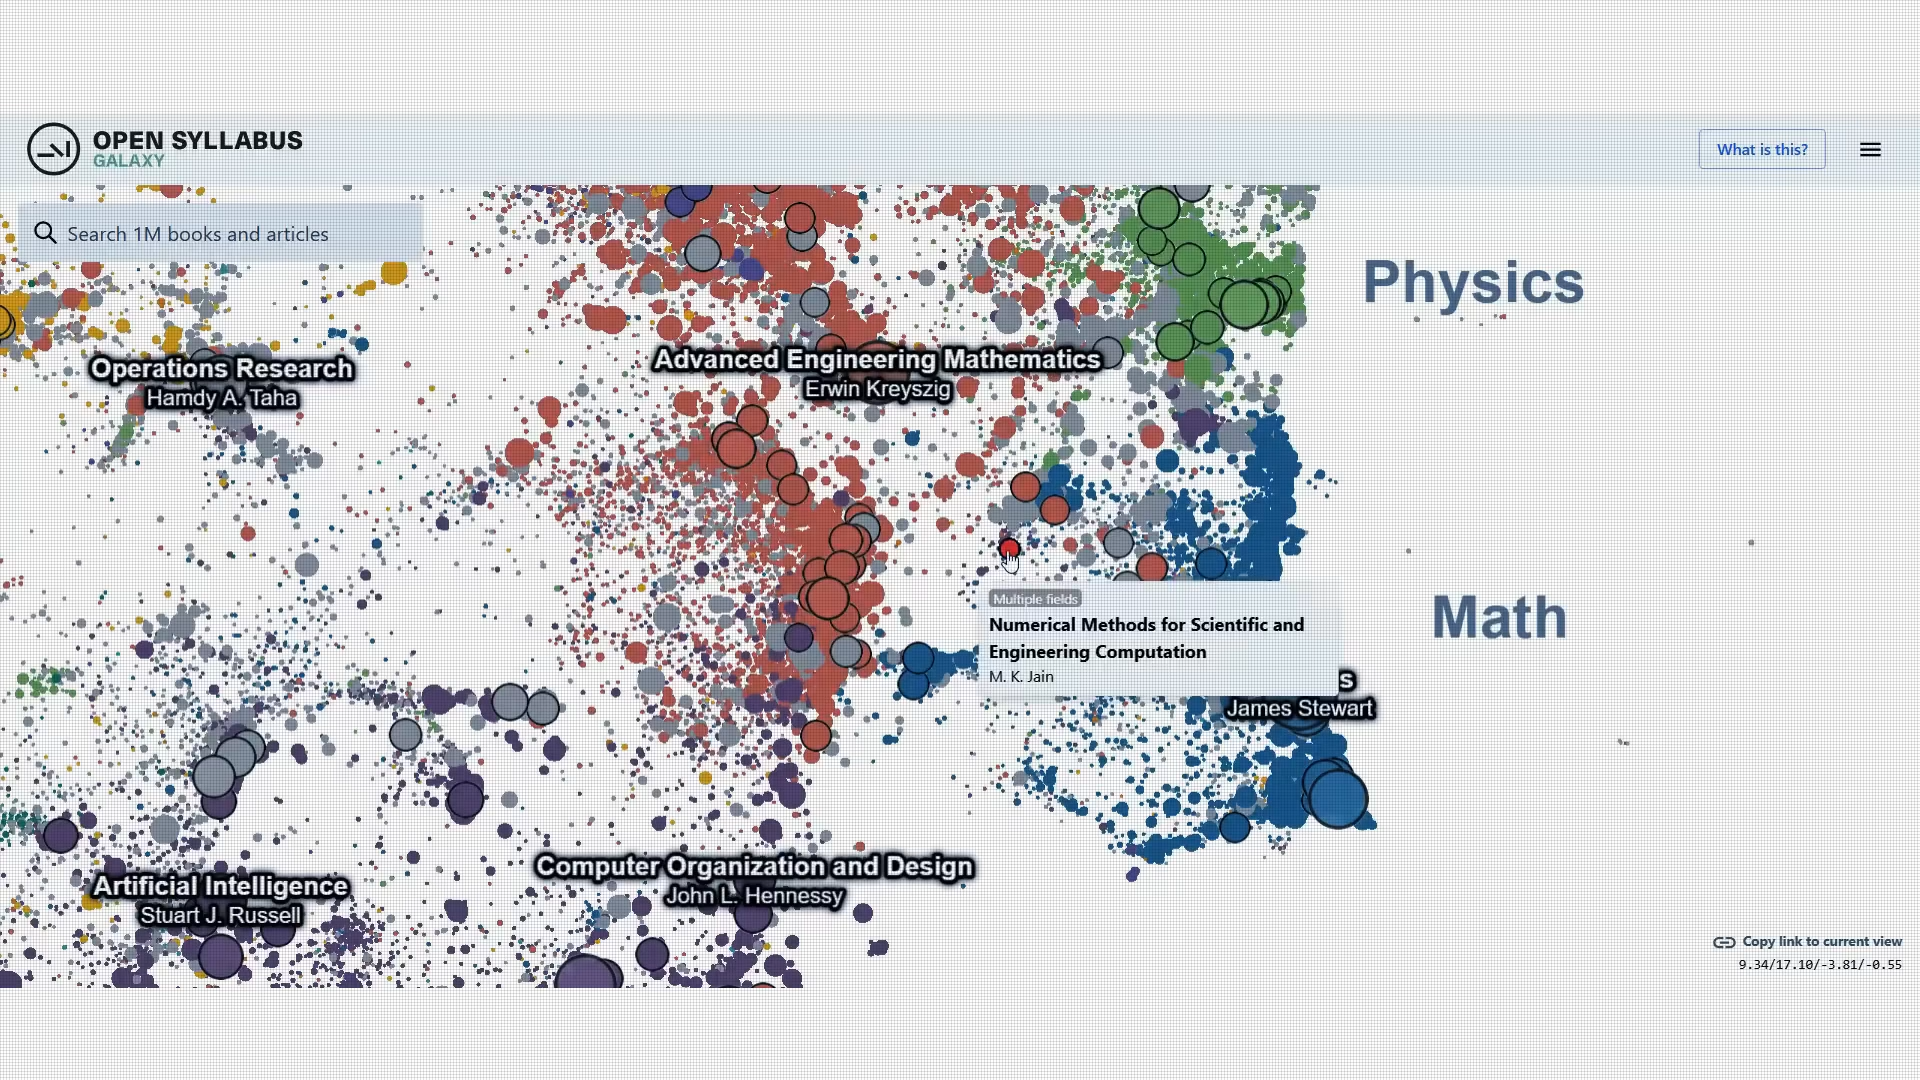 OPEN SYLLABUS
GALAXY
What is this?
Search 1M books and articles
Physics
Operations Research
Hamdy A. Taha
Advanced Engineering Mathematics
Erwin Kreyszig
Multiple fields
Numerical Methods for Scientific and
Engineering Computation
M. K. Jain
Math
s
James Stewart
Computer Organization and Design
John L. Hennessy
Artificial Intelligence
Stuart J. Russell
Copy link to current view
9.34/17.10/-3.81/-0.55